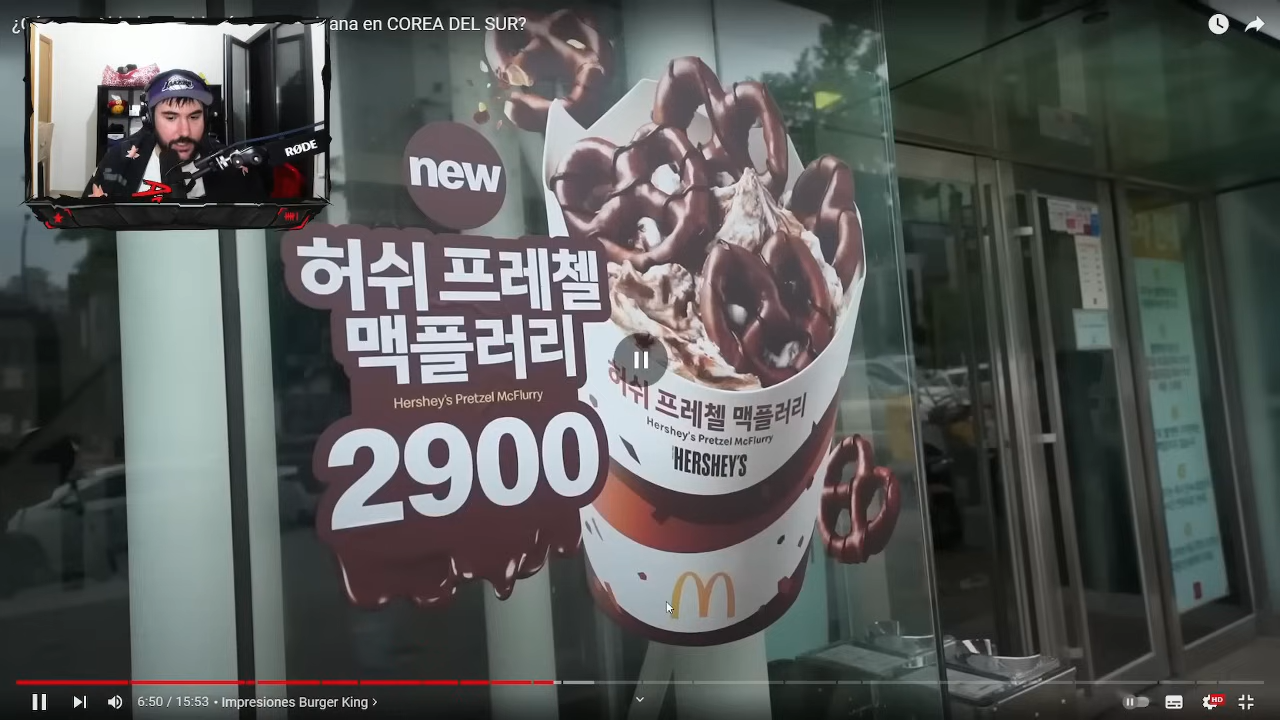 ¿
ana en COREA DEL SUR?
RØDE
new
허쉬 프레첼
맥플러리
Hershey's Pretzel McFlurry
2900
허쉬 프레첼 맥플러리
Hershey's Pretzel McFlurry
HERSHEY'S
6:50 / 15:53 • Impresiones Burger King
HD